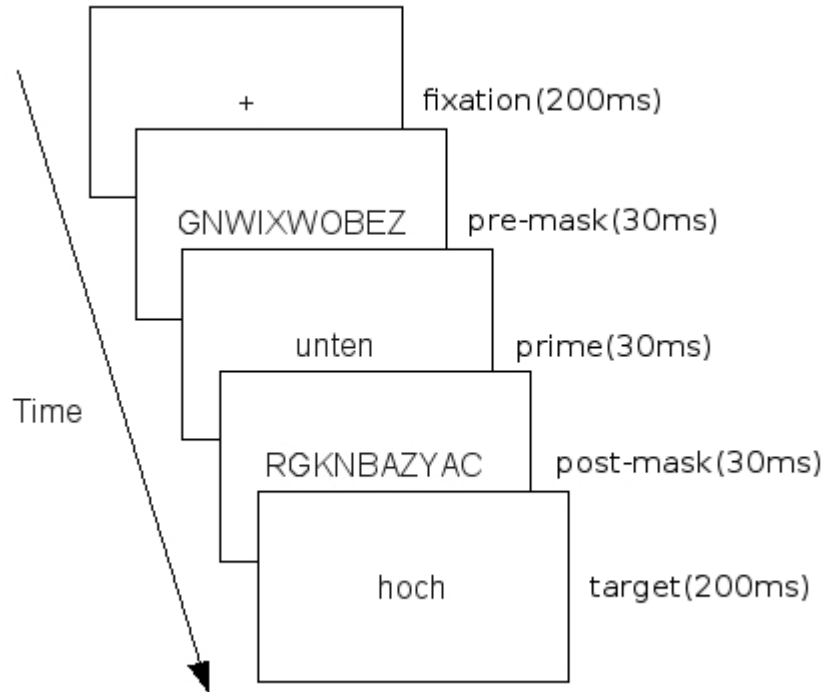 +
fixation(200ms)
GNWIXWOBEZ
pre-mask(30ms)
unten
prime(30ms)
Time
RGKNBAZYAC
post-mask(30ms)
hoch
target(200ms)